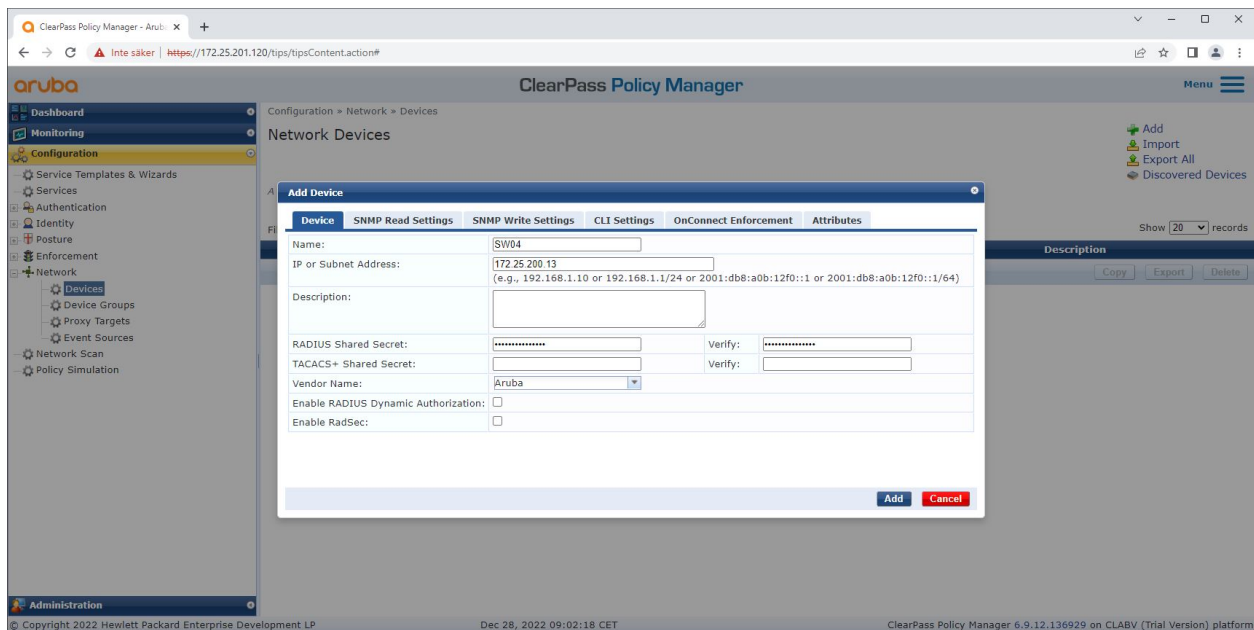 ClearPass Policy Manager - Arub
Inte säker | https://172.25.201.120/tips/tipsContent.action#
aruba
ClearPass Policy Manager
Menu
Dashboard
Monitoring
Configuration
Service Templates & Wizards
Services
Authentication
Identity
Posture
Enforcement
Network
Devices
Device Groups
Proxy Targets
Event Sources
Network Scan
Policy Simulation
Administration
Configuration » Network » Devices
Network Devices
Add
Import
Export All
Discovered Devices
A
Fi
Show 20 records
Description
Copy Export Delete
Add Device
Device SNMP Read Settings SNMP Write Settings CLI Settings OnConnect Enforcement Attributes
Name: SW04
IP or Subnet Address: 172.25.200.13
(e.g., 192.168.1.10 or 192.168.1.1/24 or 2001:db8:a0b:12f0::1 or 2001:db8:a0b:12f0::1/64)
Description:
RADIUS Shared Secret: ••••••••••••••• Verify: •••••••••••••••
TACACS+ Shared Secret: Verify:
Vendor Name: Aruba
Enable RADIUS Dynamic Authorization:
Enable RadSec:
Add Cancel
© Copyright 2022 Hewlett Packard Enterprise Development LP Dec 28, 2022 09:02:18 CET ClearPass Policy Manager 6.9.12.136929 on CLABV (Trial Version) platform